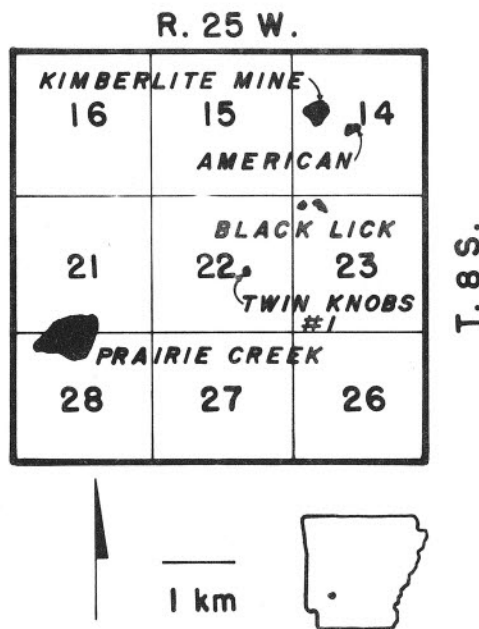 R. 25 W.
KIMBERLITE MINE
16 15 14
AMERICAN
BLACK LICK
21 22 23
TWIN KNOBS
#1
PRAIRIE CREEK
28 27 26
T. 8 S.
1 km